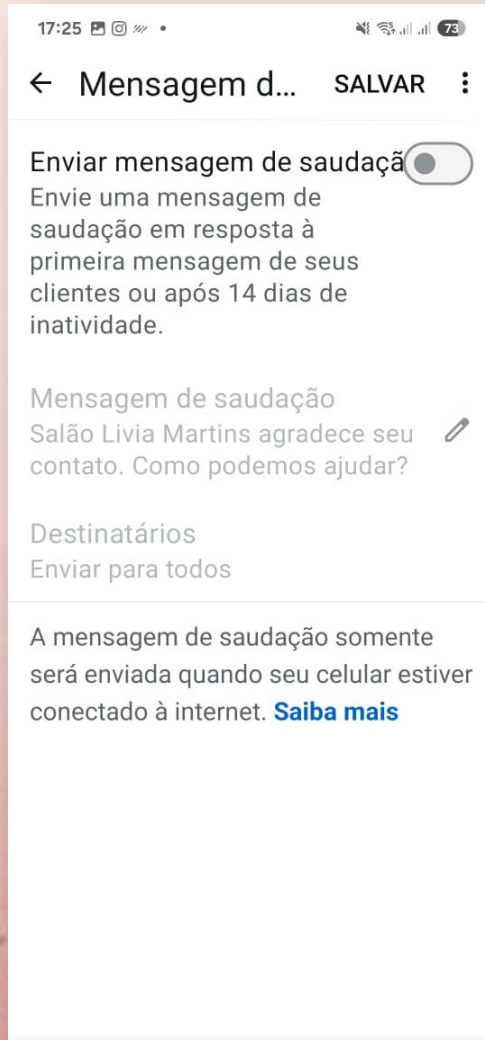 17:25
73
Mensagem d... SALVAR
Enviar mensagem de saudaçã
Envie uma mensagem de
saudação em resposta à
primeira mensagem de seus
clientes ou após 14 dias de
inatividade.
Mensagem de saudação
Salão Livia Martins agradece seu
contato. Como podemos ajudar?
Destinatários
Enviar para todos
A mensagem de saudação somente
será enviada quando seu celular estiver
conectado à internet. Saiba mais